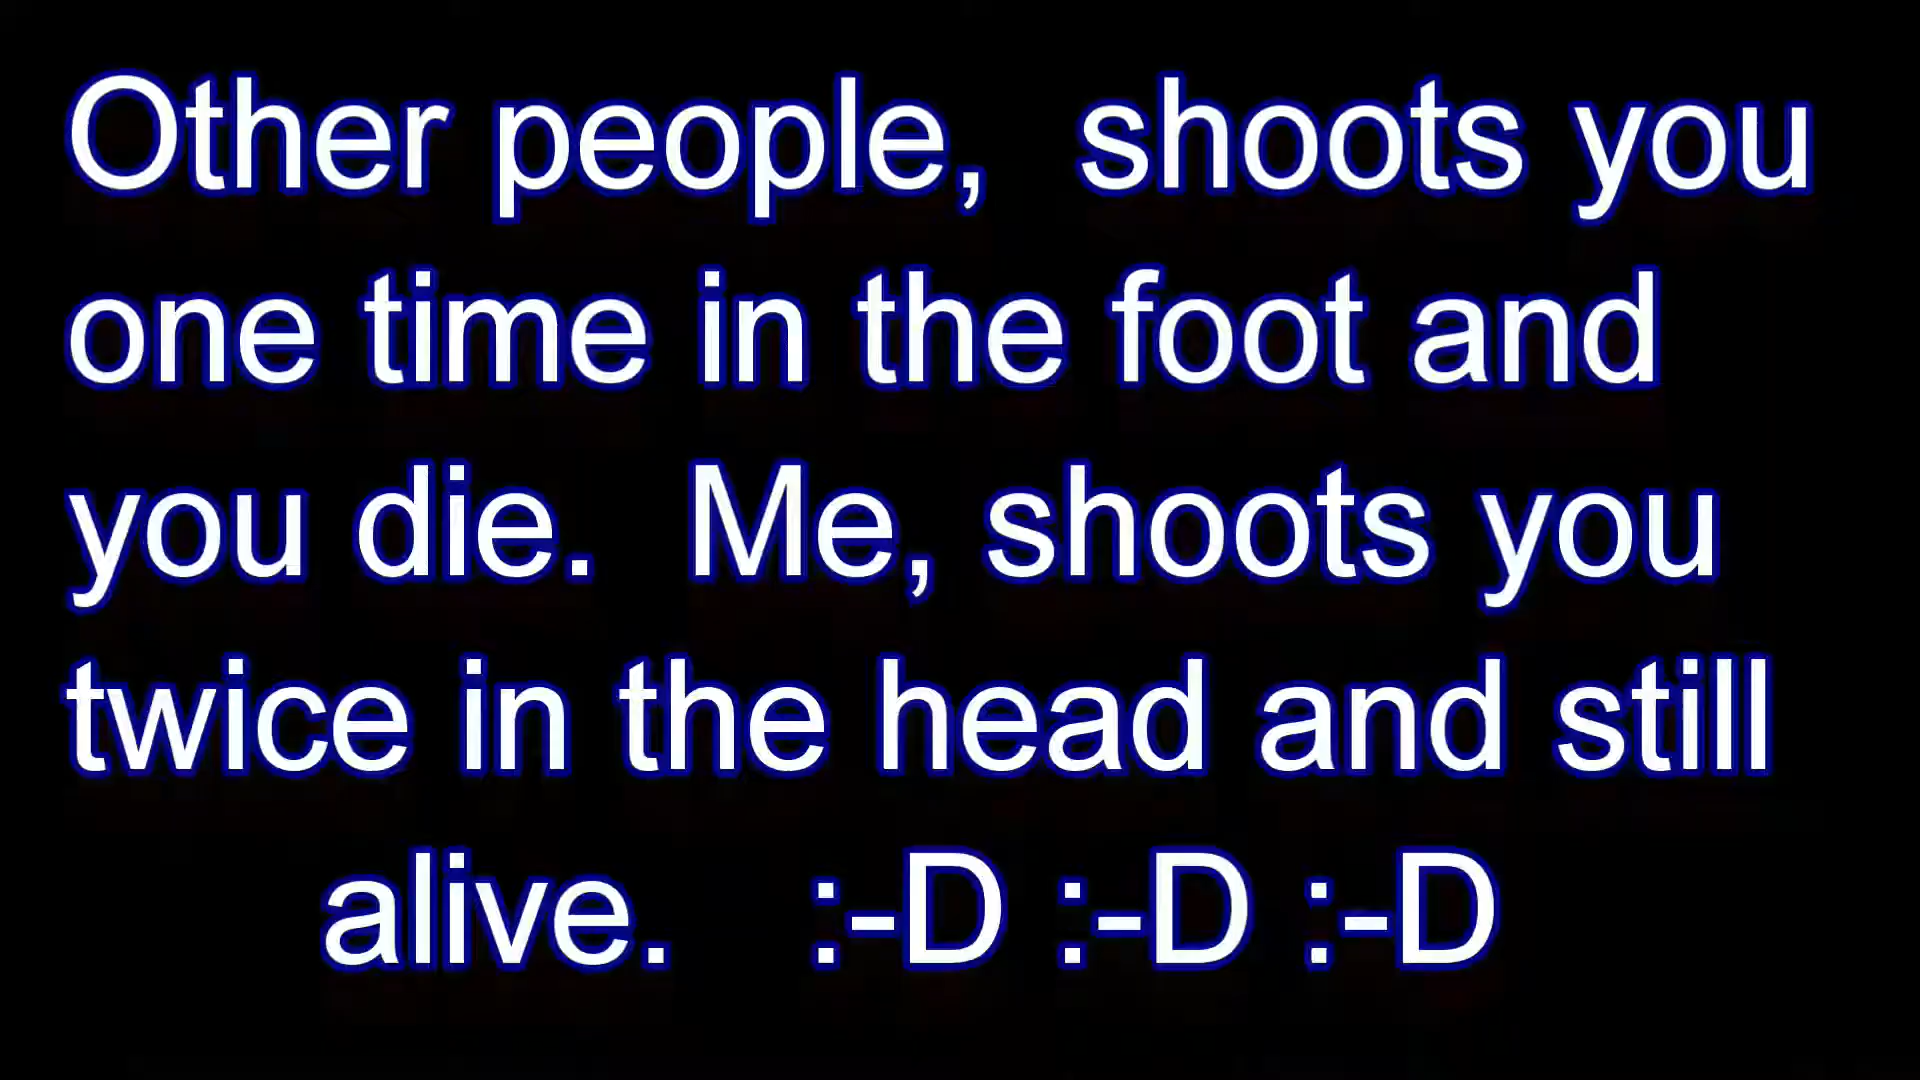 Other people,  shoots you
one time in the foot and
you die.  Me, shoots you
twice in the head and still
alive.   :-D :-D :-D